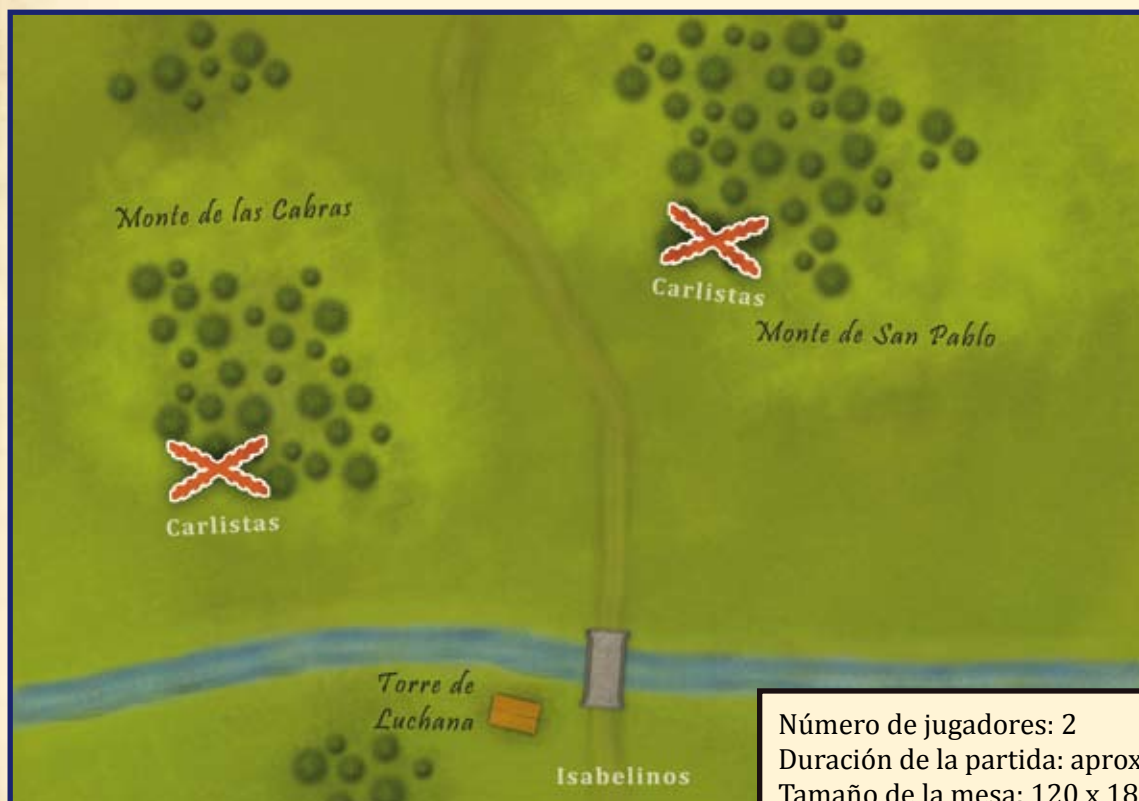 Monte de las Cabras
Carlistas
Monte de San Pablo
Carlistas
Torre de
Luchana
Isabelinos
Número de jugadores: 2
Duración de la partida: aprox
Tamaño de la mesa: 120 x 18